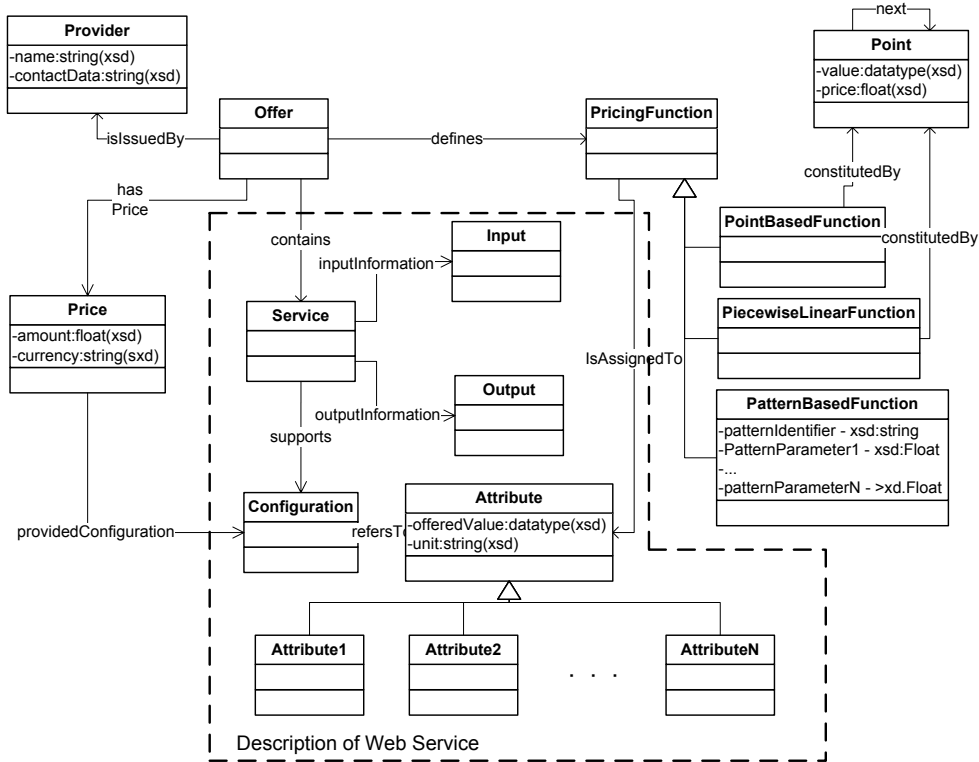 next
Provider
-name:string(xsd)
-contactData:string(xsd)
Point
-value:datatype(xsd)
-price:float(xsd)
Offer
PricingFunction
isIssuedBy
defines
constitutedBy
has
Price
PointBasedFunction
contains
Input
inputInformation
constitutedBy
Price
-amount:float(xsd)
-currency:string(sxd)
Service
PiecewiseLinearFunction
IsAssignedTo
Output
outputInformation
supports
PatternBasedFunction
-patternIdentifier - xsd:string
-PatternParameter1 - xsd:Float
-...
-patternParameterN - >xd.Float
Configuration
Attribute
-offeredValue:datatype(xsd)
-unit:string(xsd)
providedConfiguration
refersTo
Attribute1
Attribute2
. . .
AttributeN
Description of Web Service